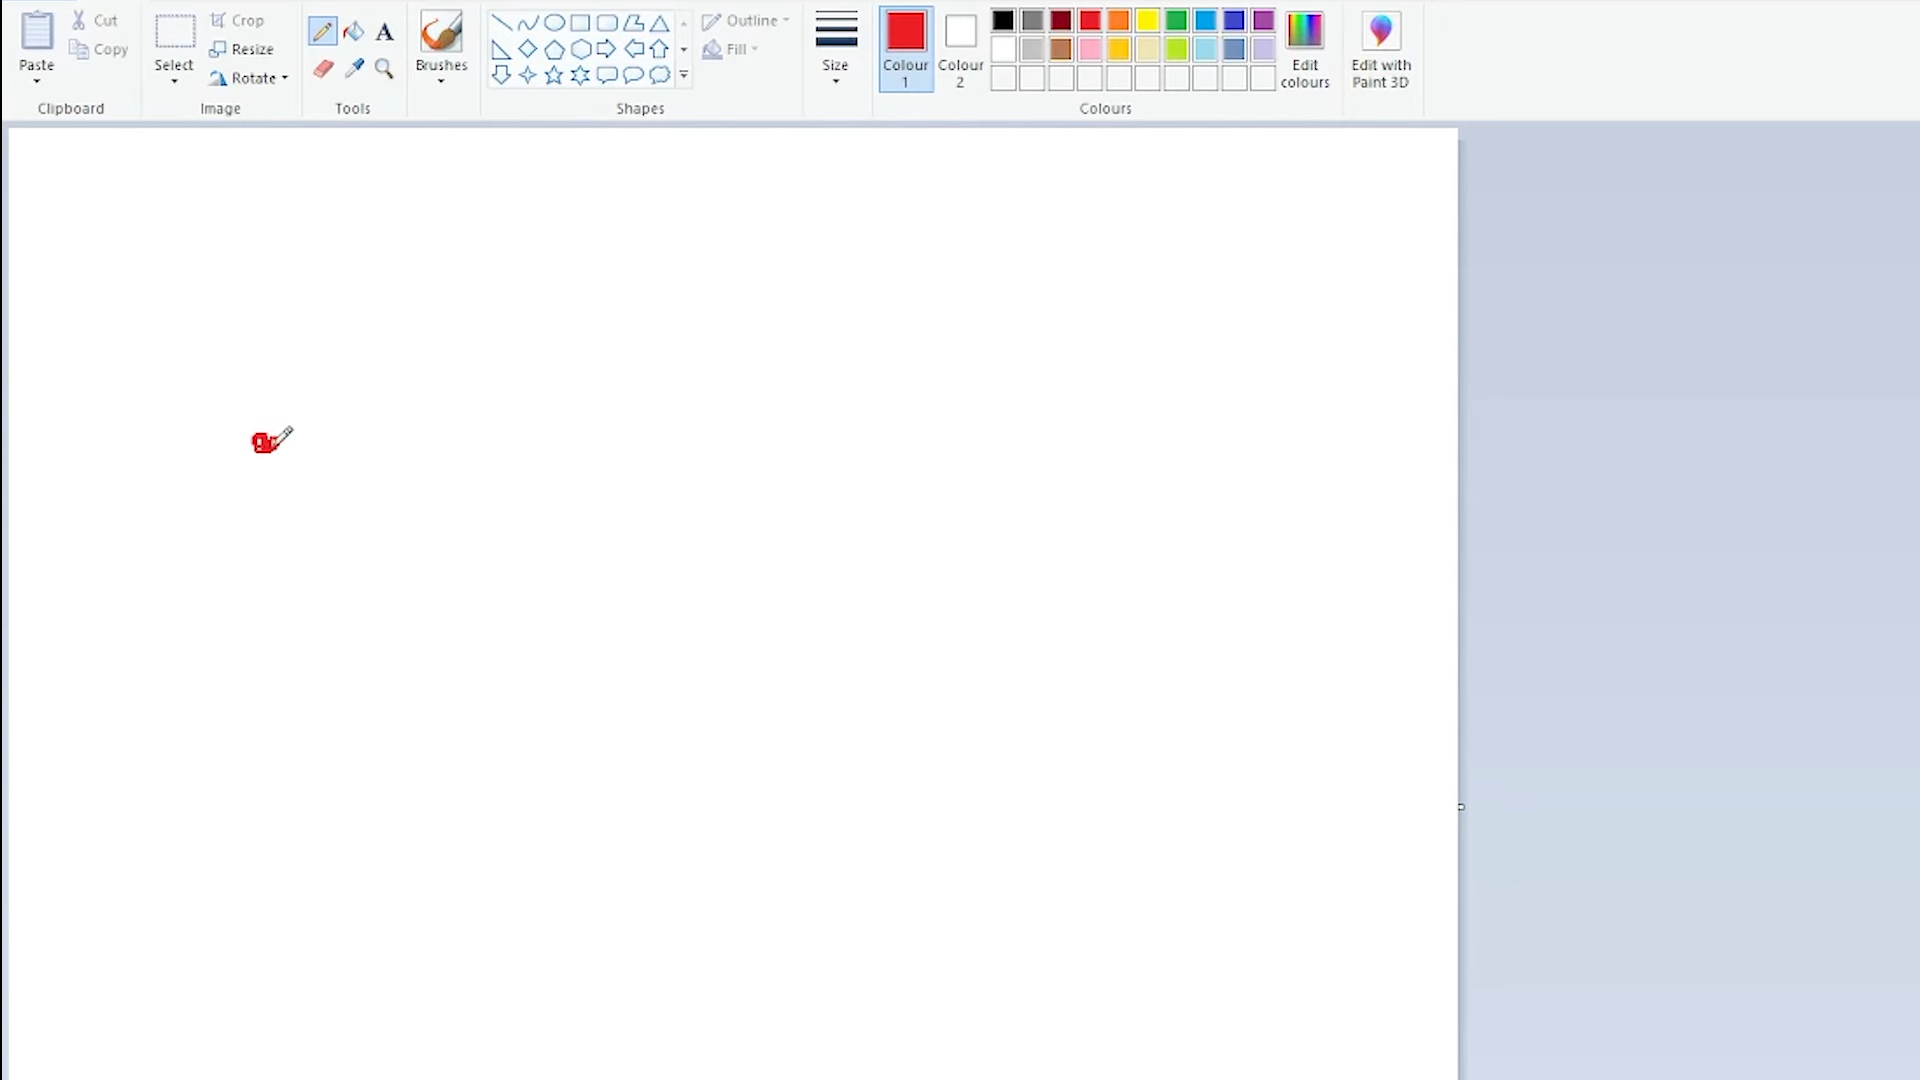 Paste
Cut
Copy
Clipboard
Select
Crop
Resize
Rotate
Image
A
Tools
Brushes
Shapes
Outline
Fill
Size
Colour
1
Colour
2
Colours
Edit
colours
Edit with
Paint 3D